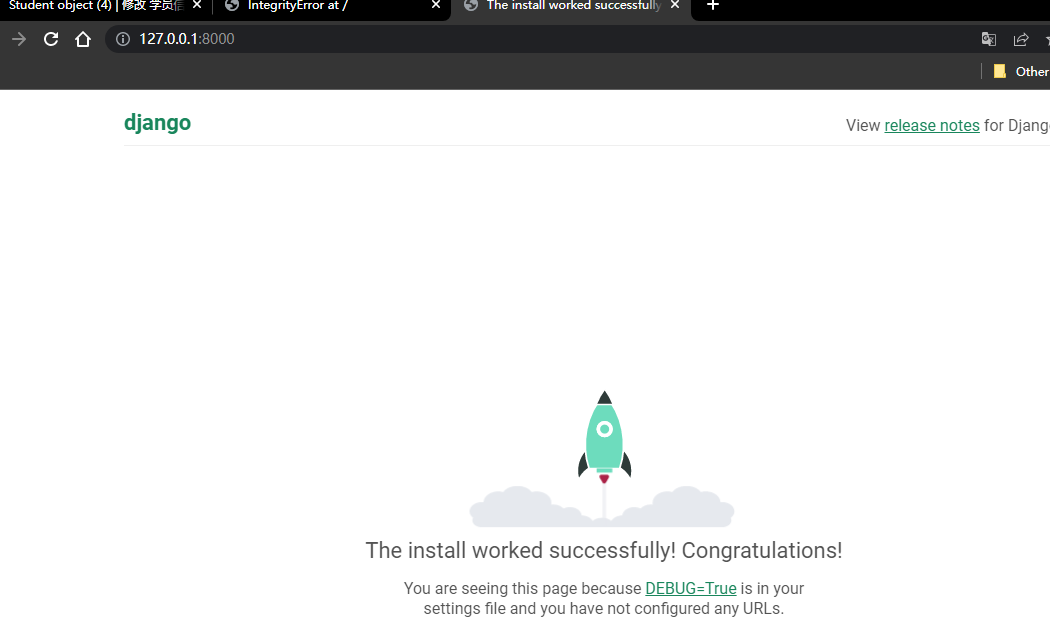 Student object (4) | 修改 学员信
IntegrityError at /
The install worked successfully
127.0.0.1:8000
Other
django
View release notes for Djang
The install worked successfully! Congratulations!
You are seeing this page because DEBUG=True is in your
settings file and you have not configured any URLs.